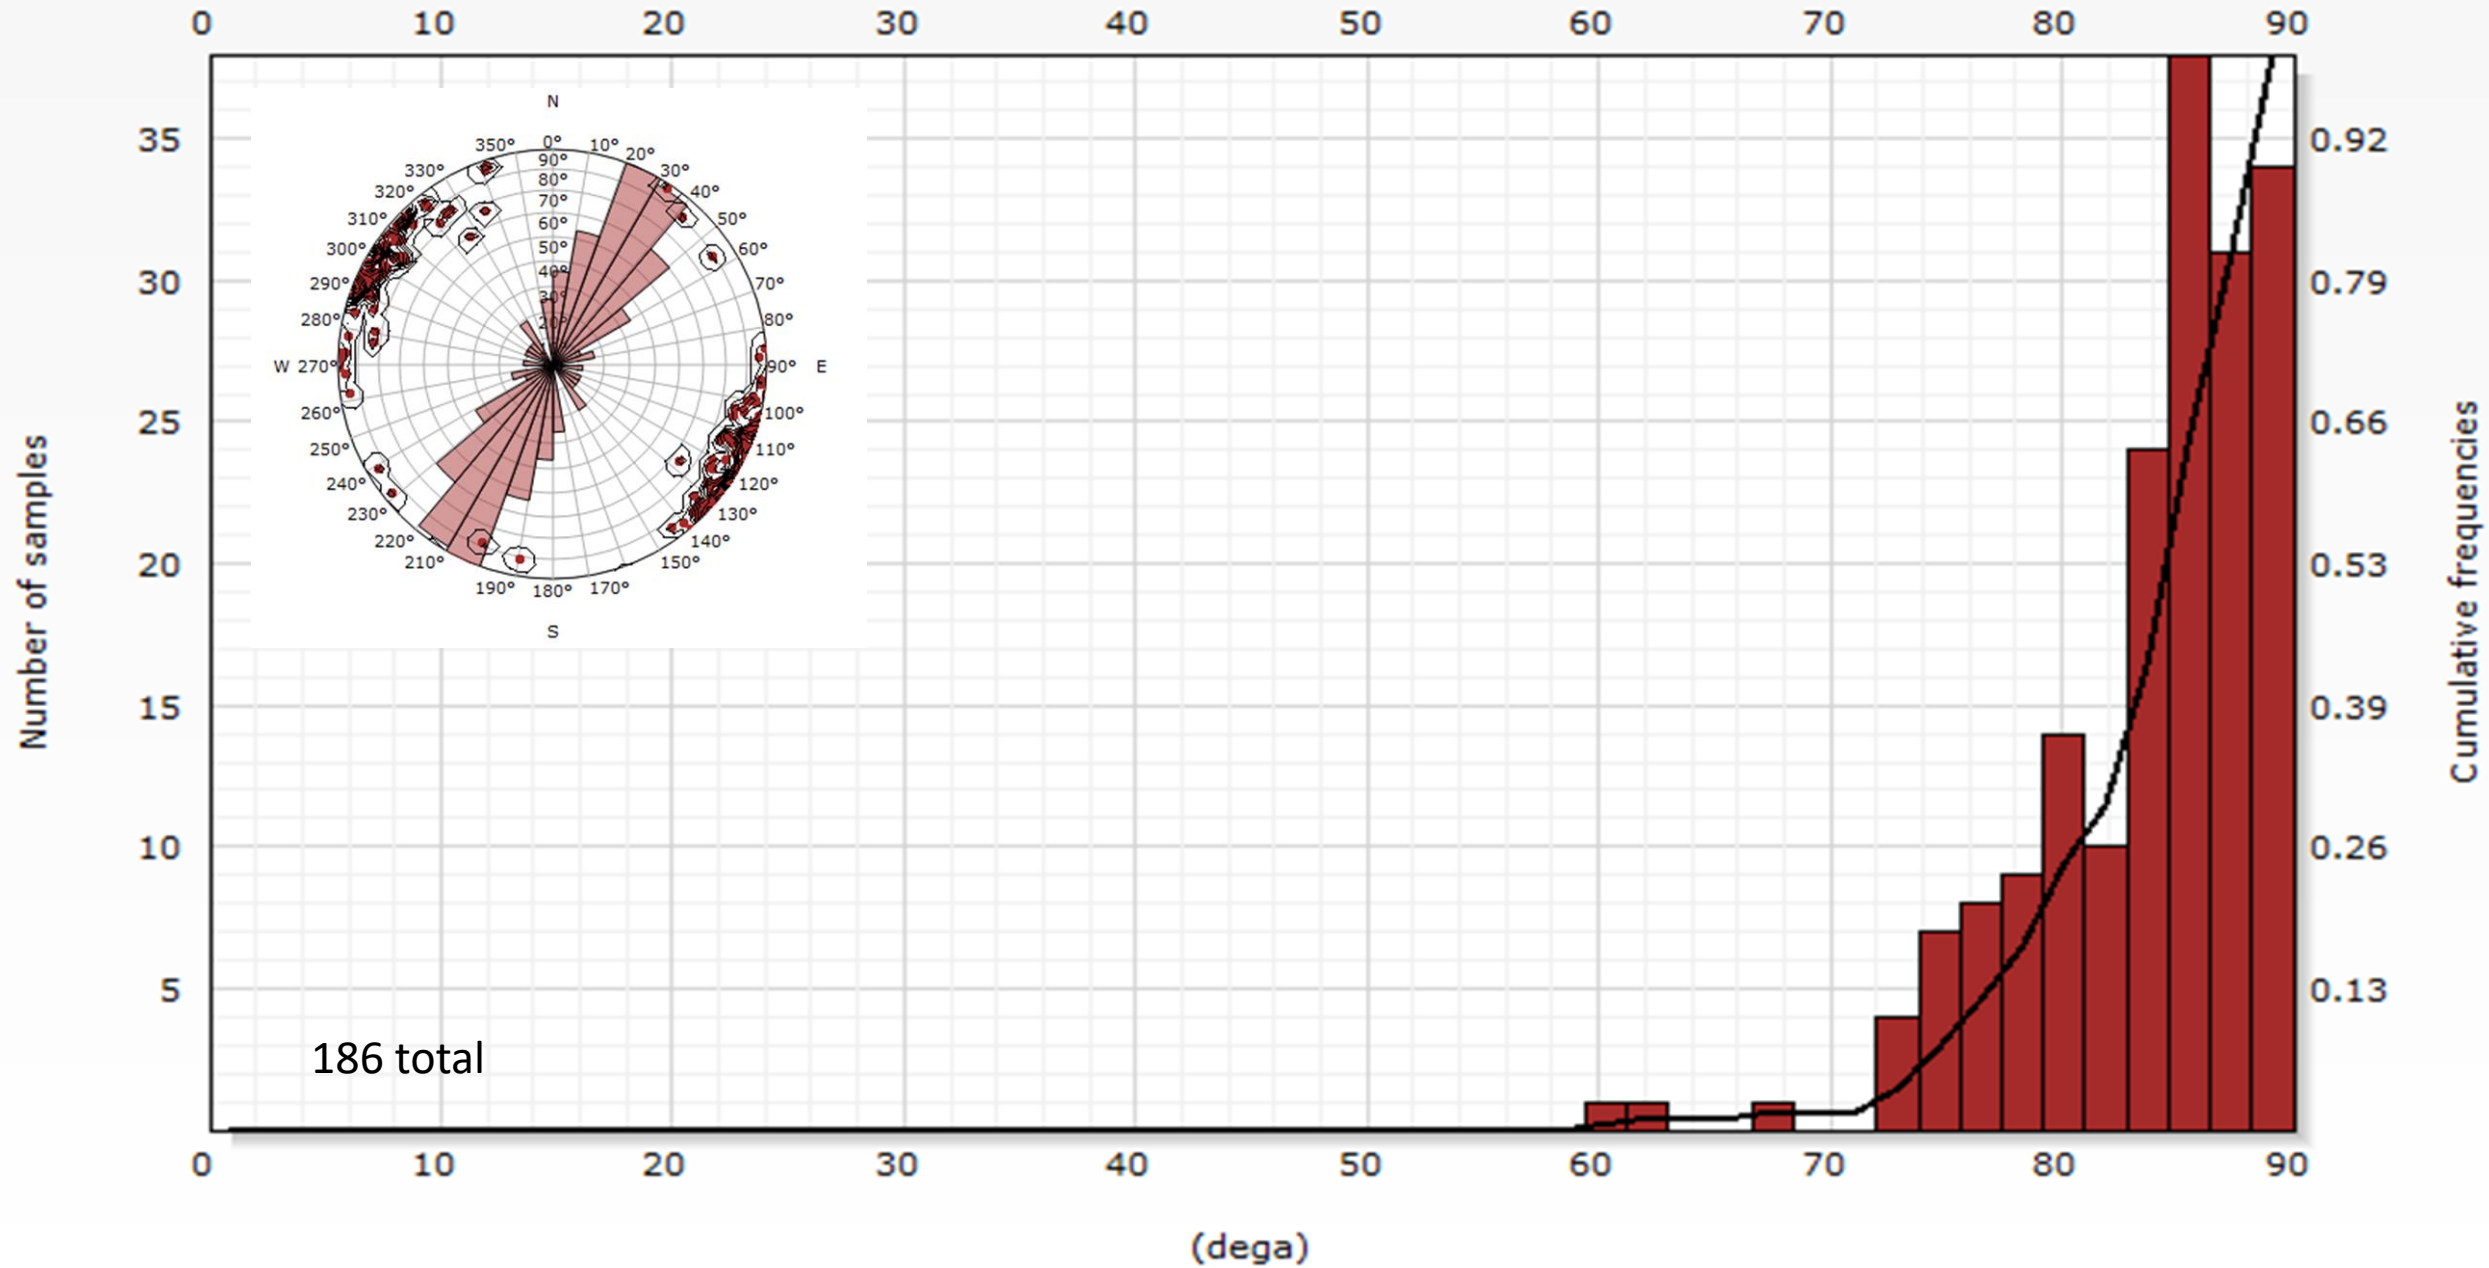 0 10 20 30 40 50 60 70 80 90
N
350° 0° 10° 20° 30° 40° 50° 60° 70° 80° 90° E
100° 110° 120° 130° 140° 150° 170° 180° 190°
210° 220° 230° 240° 250° 260° W 270° 280° 290° 300° 310° 320° 330°
90°
80°
70°
60°
50°
40°
30°
20°
S
35
30
25
20
15
10
5
Number of samples
0.92
0.79
0.66
0.53
0.39
0.26
0.13
Cumulative frequencies
186 total
0 10 20 30 40 50 60 70 80 90
(dega)